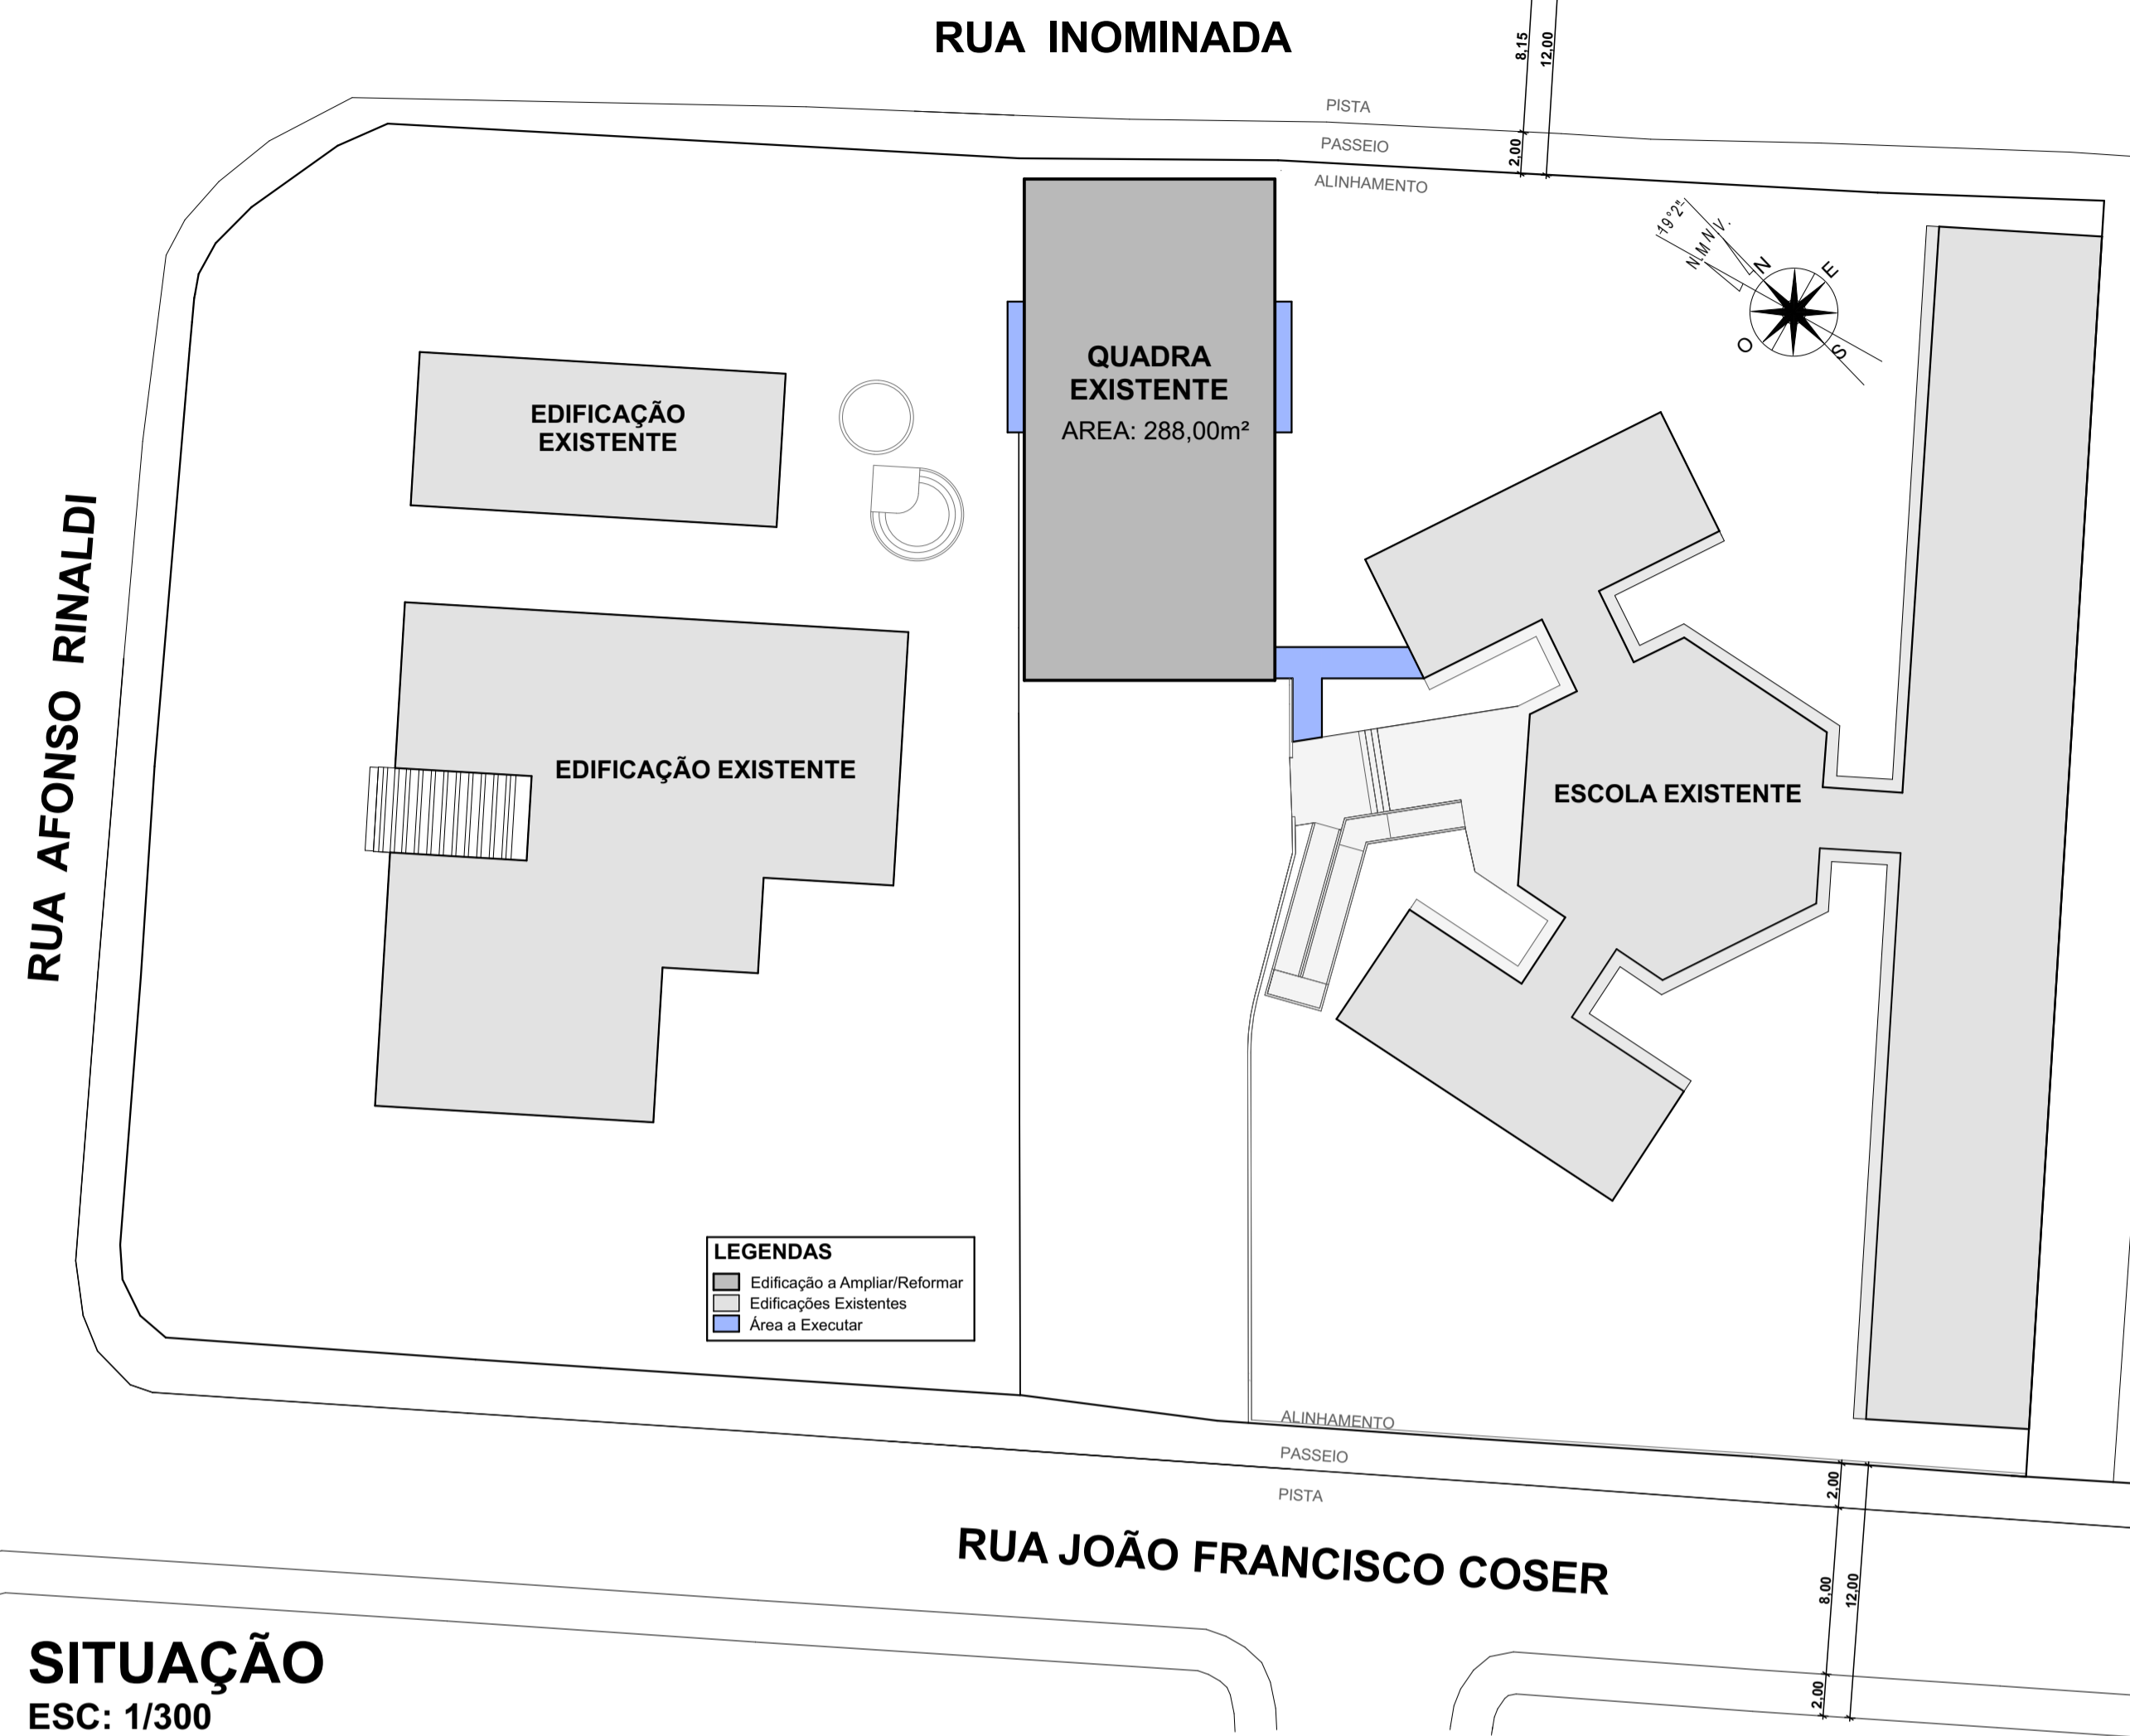 RUA INOMINADA
8,15
12,00
PISTA
PASSEIO
2,00
ALINHAMENTO
19°2"
N.M
N V.
N
E
O
S
QUADRA
EXISTENTE
AREA: 288,00m²
EDIFICAÇÃO
EXISTENTE
RUA AFONSO RINALDI
EDIFICAÇÃO EXISTENTE
ESCOLA EXISTENTE
LEGENDAS
Edificação a Ampliar/Reformar
Edificações Existentes
Área a Executar
ALINHAMENTO
PASSEIO
PISTA
2,00
RUA JOÃO FRANCISCO COSER
8,00
12,00
2,00
SITUAÇÃO
ESC: 1/300